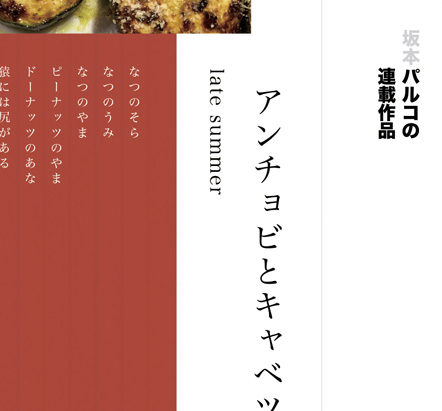 坂本パルコの
連載作品
アンチョビとキャベツ
late summer
なつのそら
なつのうみ
なつのやま
ピーナッツのやま
ドーナッツのあな
猿には尻がある